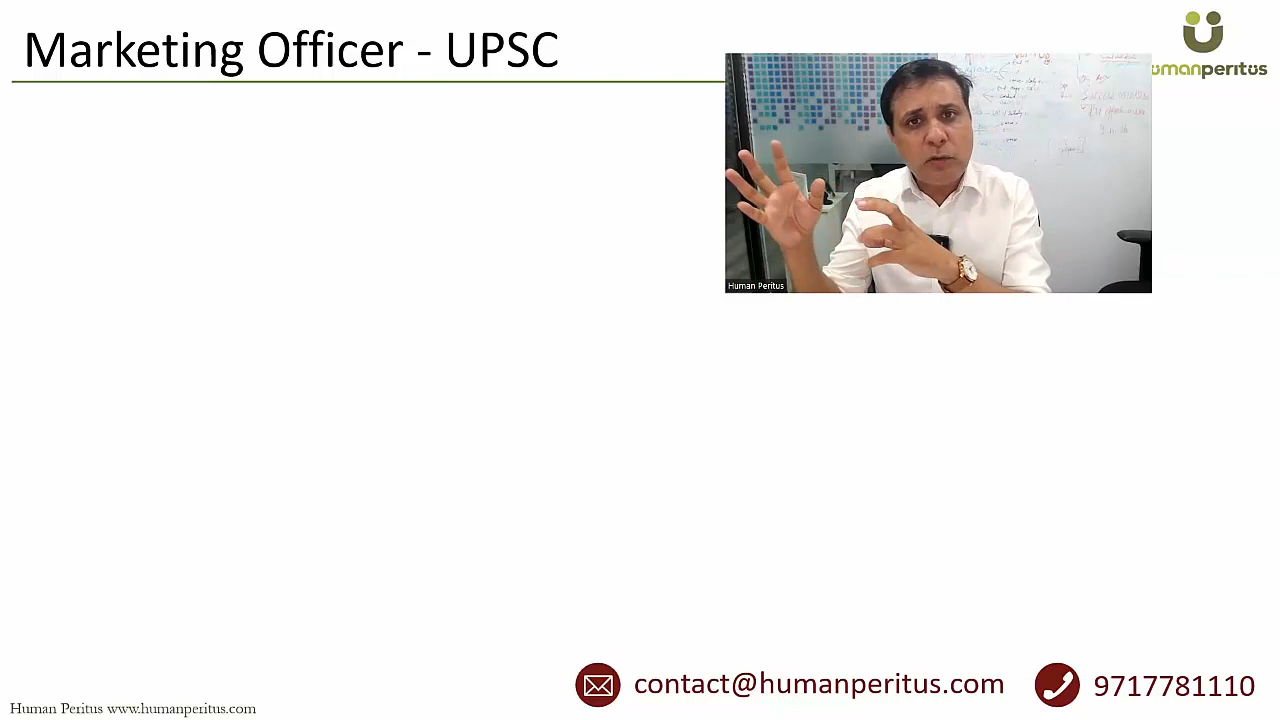 Marketing Officer - UPSC
umanperitus
Human Peritus
contact@humanperitus.com
9717781110
Human Peritus www.humanperitus.com